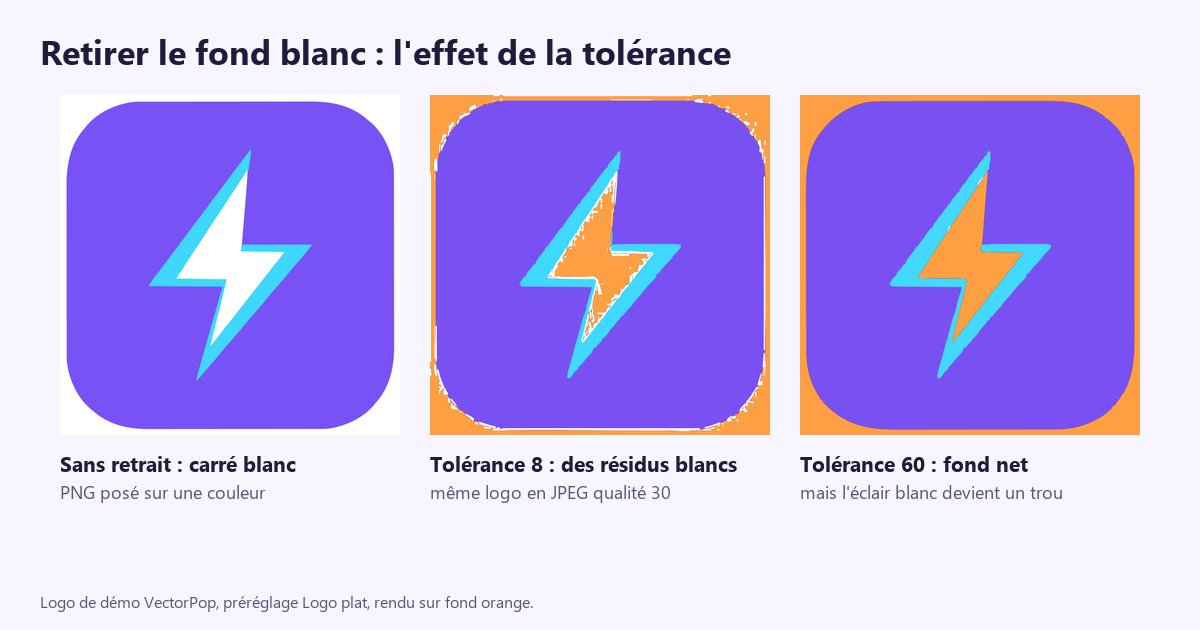 Retirer le fond blanc : l'effet de la tolérance
Sans retrait : carré blanc
PNG posé sur une couleur
Tolérance 8 : des résidus blancs
même logo en JPEG qualité 30
Tolérance 60 : fond net
mais l'éclair blanc devient un trou
Logo de démo VectorPop, préréglage Logo plat, rendu sur fond orange.